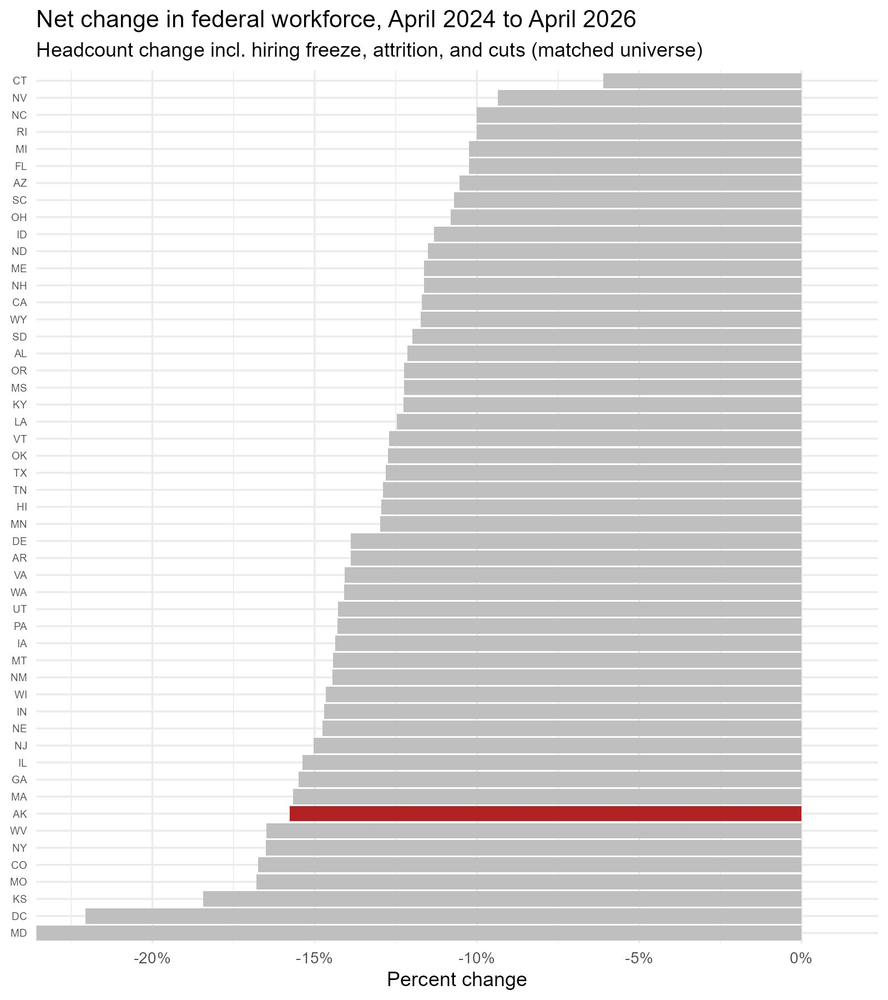 Net change in federal workforce, April 2024 to April 2026
Headcount change incl. hiring freeze, attrition, and cuts (matched universe)
CT
NV
NC
RI
MI
FL
AZ
SC
OH
ID
ND
ME
NH
CA
WY
SD
AL
OR
MS
KY
LA
VT
OK
TX
TN
HI
MN
DE
AR
VA
WA
UT
PA
IA
MT
NM
WI
IN
NE
NJ
IL
GA
MA
AK
WV
NY
CO
MO
KS
DC
MD
-20% -15% -10% -5% 0%
Percent change